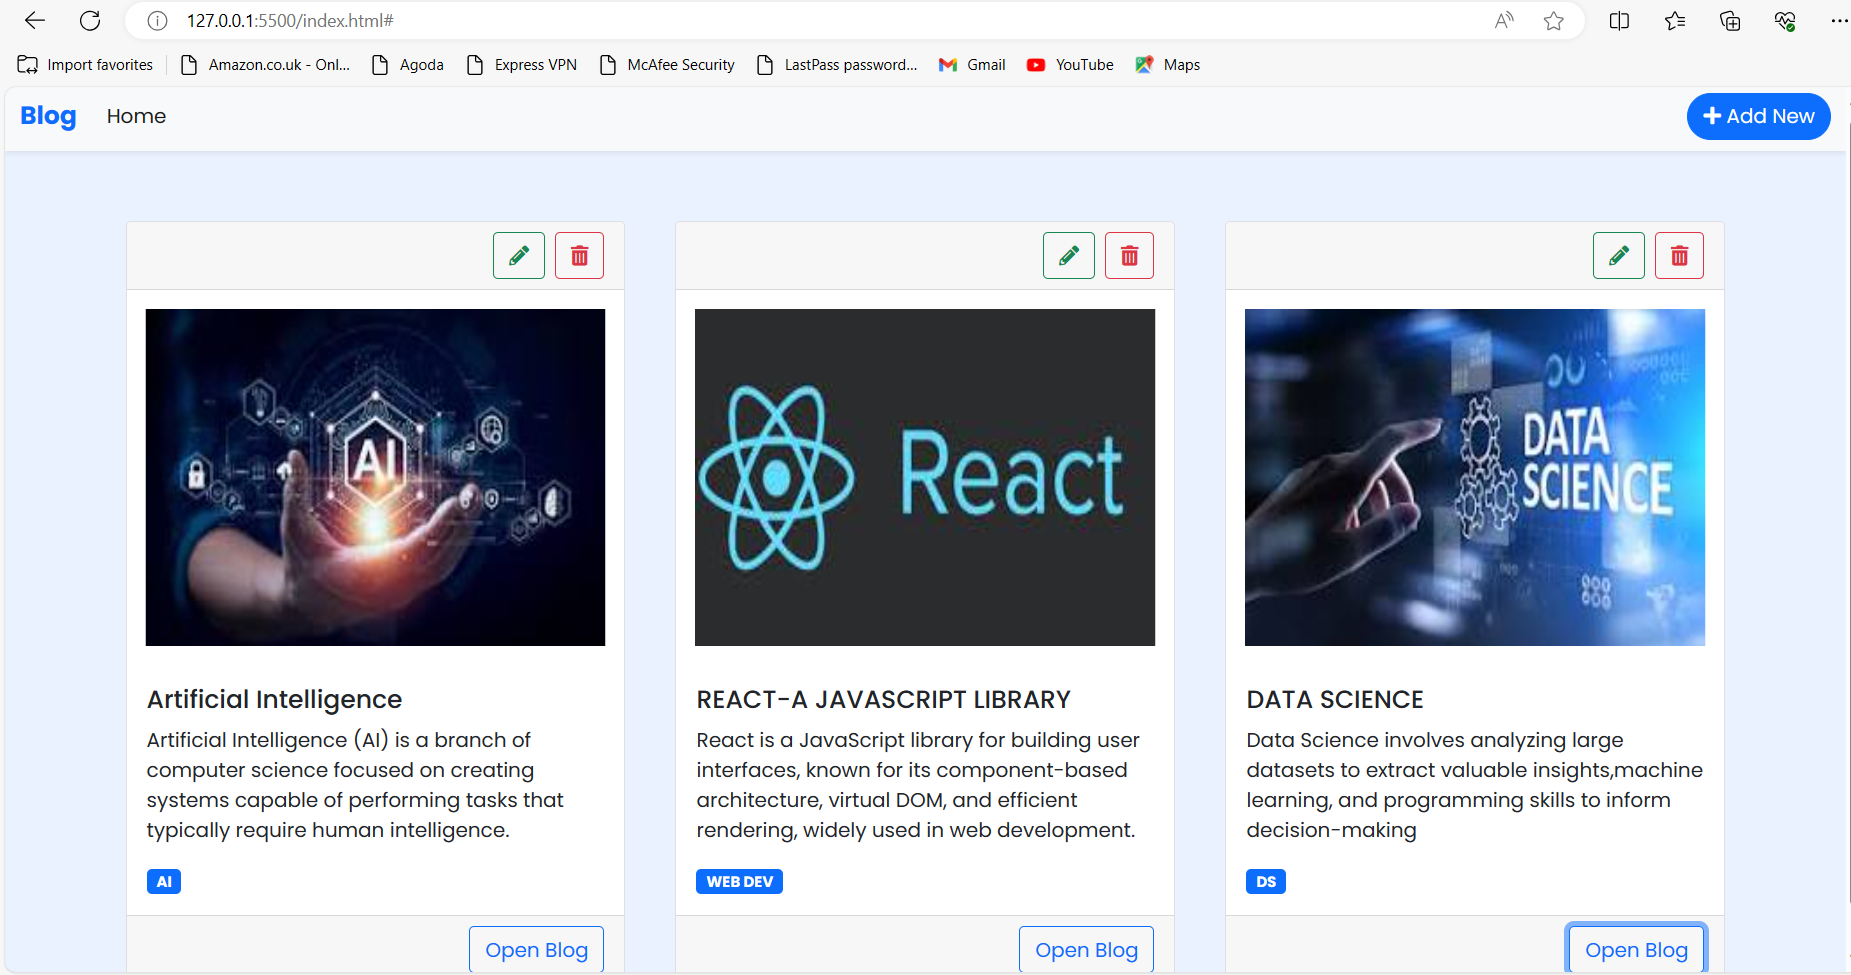 127.0.0.1:5500/index.html#
Import favorites Amazon.co.uk - Onl... Agoda Express VPN McAfee Security LastPass password... Gmail YouTube Maps
Blog Home Add New
AI
React
DATA
SCIENCE
Artificial Intelligence
Artificial Intelligence (AI) is a branch of
computer science focused on creating
systems capable of performing tasks that
typically require human intelligence.
AI
Open Blog
REACT-A JAVASCRIPT LIBRARY
React is a JavaScript library for building user
interfaces, known for its component-based
architecture, virtual DOM, and efficient
rendering, widely used in web development.
WEB DEV
Open Blog
DATA SCIENCE
Data Science involves analyzing large
datasets to extract valuable insights,machine
learning, and programming skills to inform
decision-making
DS
Open Blog